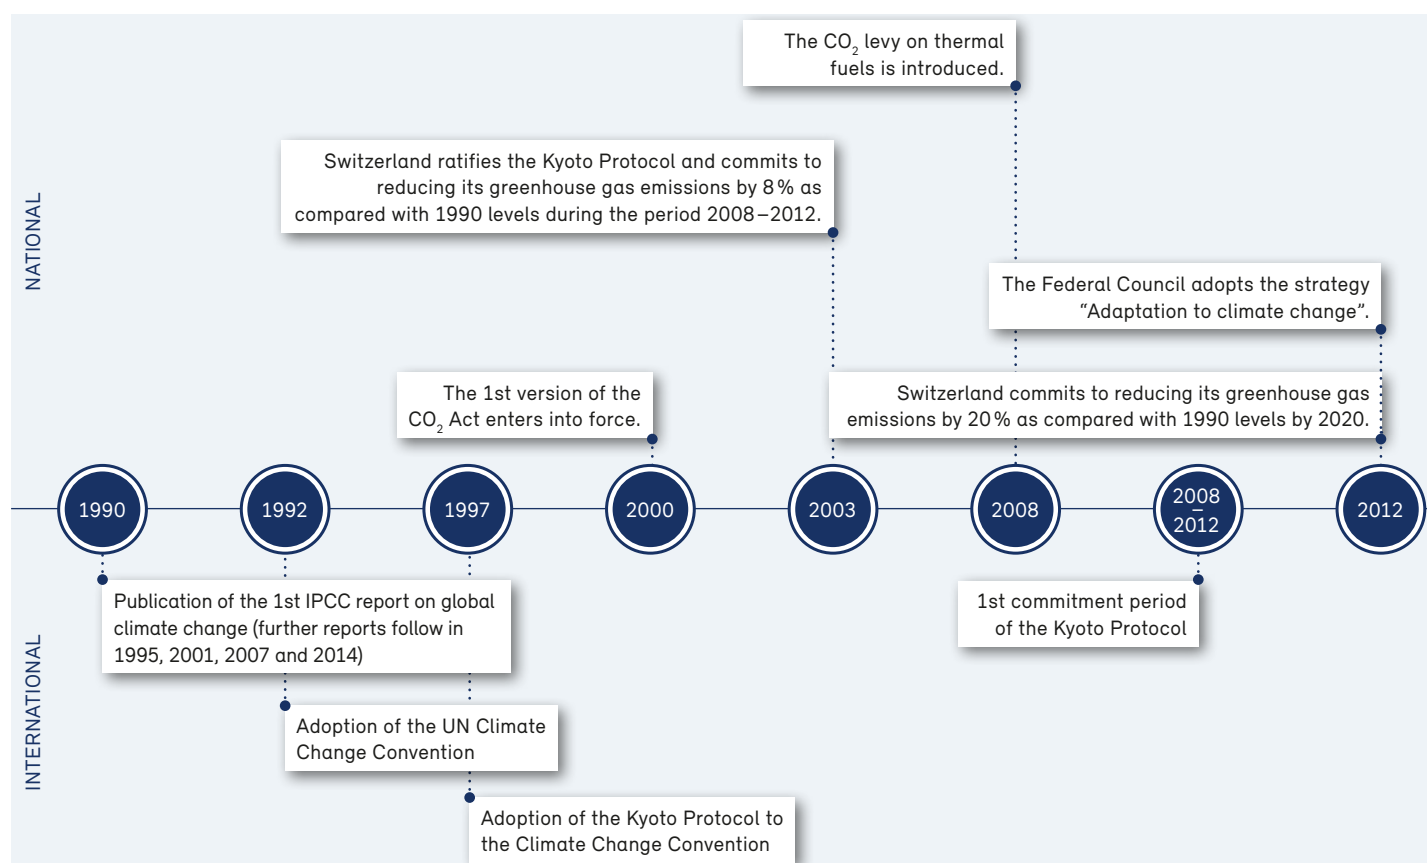 The CO₂ levy on thermal
fuels is introduced.
Switzerland ratifies the Kyoto Protocol and commits to
reducing its greenhouse gas emissions by 8% as
compared with 1990 levels during the period 2008–2012.
NATIONAL
The Federal Council adopts the strategy
“Adaptation to climate change”.
The 1st version of the
CO₂ Act enters into force.
Switzerland commits to reducing its greenhouse gas
emissions by 20% as compared with 1990 levels by 2020.
1990
1992
1997
2000
2003
2008
2008
–
2012
2012
Publication of the 1st IPCC report on global
climate change (further reports follow in
1995, 2001, 2007 and 2014)
1st commitment period
of the Kyoto Protocol
INTERNATIONAL
Adoption of the UN Climate
Change Convention
Adoption of the Kyoto Protocol to
the Climate Change Convention